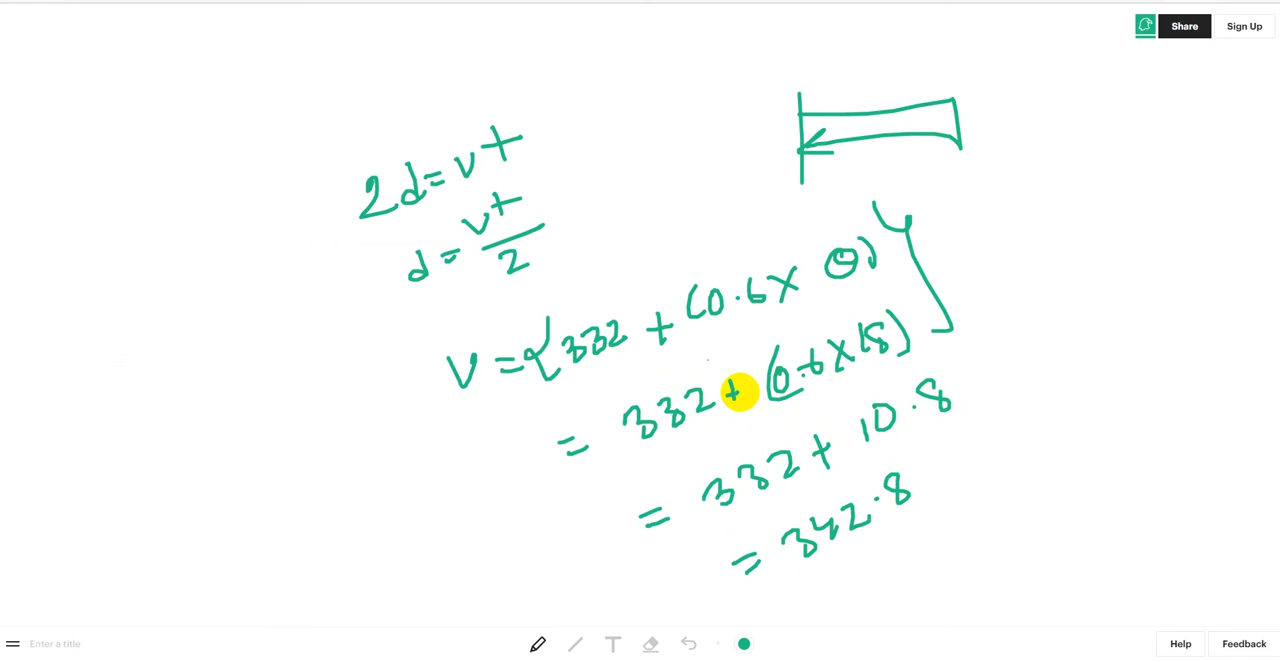 Share Sign Up
2d = vt
d = vt/2
v = {332 + (0.6 x θ)}
= 332 + (0.6 x 18)
= 332 + 10.8
= 342.8
Enter a title
T
Help Feedback